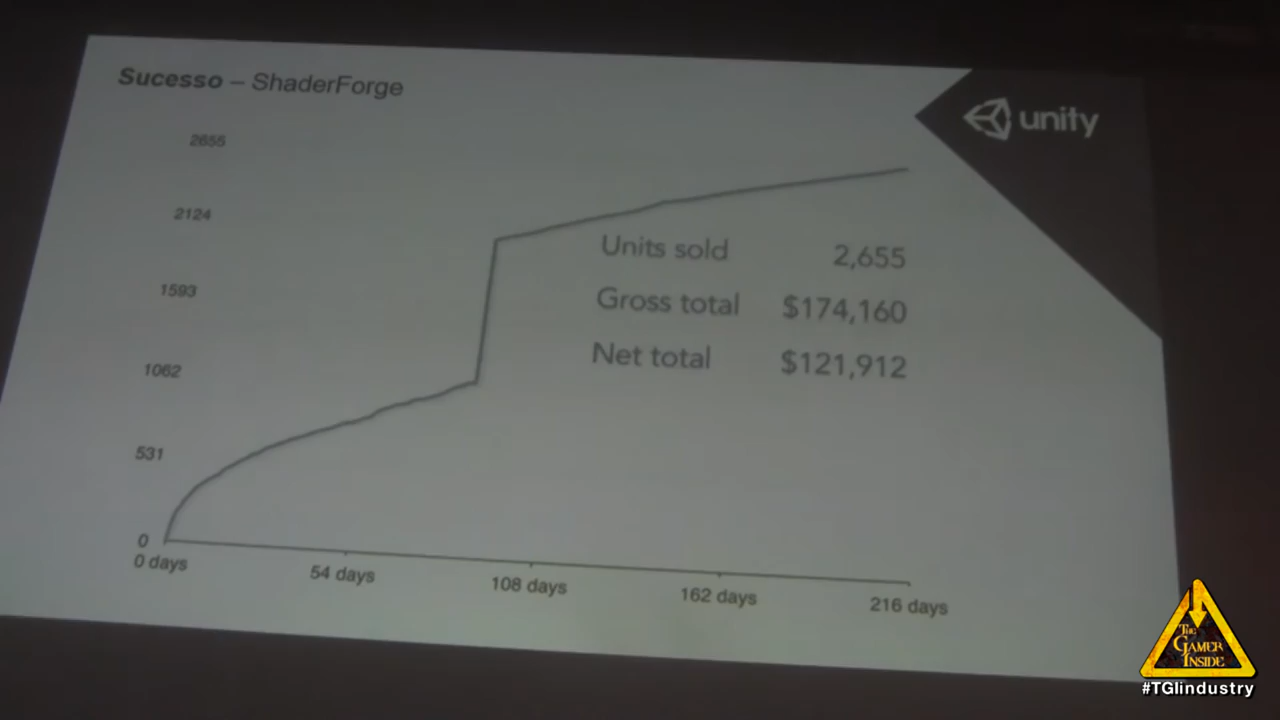 Sucesso – ShaderForge
unity
2655
2124
1593
1062
531
0
0 days
54 days
108 days
162 days
216 days
Units sold 2,655
Gross total $174,160
Net total $121,912
The
Gamer
Inside
#TGIindustry